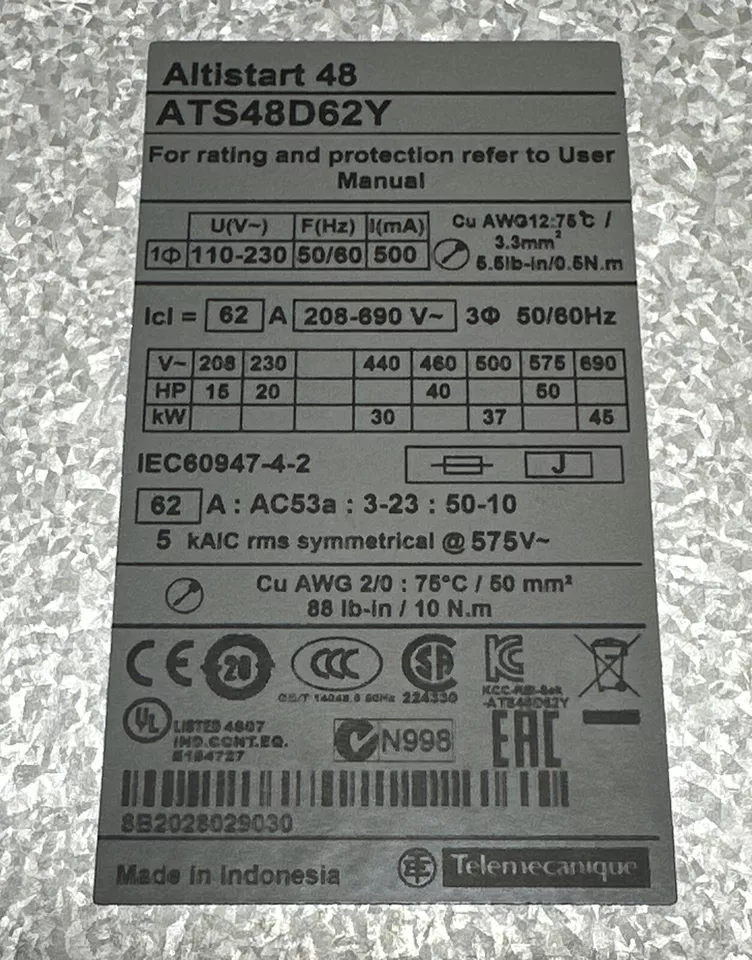 Altistart 48
ATS48D62Y
For rating and protection refer to User
Manual
U(V~) F(Hz) I(mA)
1Φ 110-230 50/60 500
Cu AWG12:75°C /
3.3mm²
5.5lb-in/0.5N.m
Icl = 62 A 208-690 V~ 3Φ 50/60Hz
V~ 208 230 440 460 500 575 690
HP 15 20 40 50
kW 30 37 45
IEC60947-4-2
J
62 A : AC53a : 3-23 : 50-10
5 kAIC rms symmetrical @ 575V~
Cu AWG 2/0 : 75°C / 50 mm²
88 lb-in / 10 N.m
CE 20 CCC SA KC
224330
-ATS48D62Y
UL LISTED 4807
IND.CONT.EQ.
E164727
N998
EAC
8B2028029030
Made in Indonesia
Telemecanique